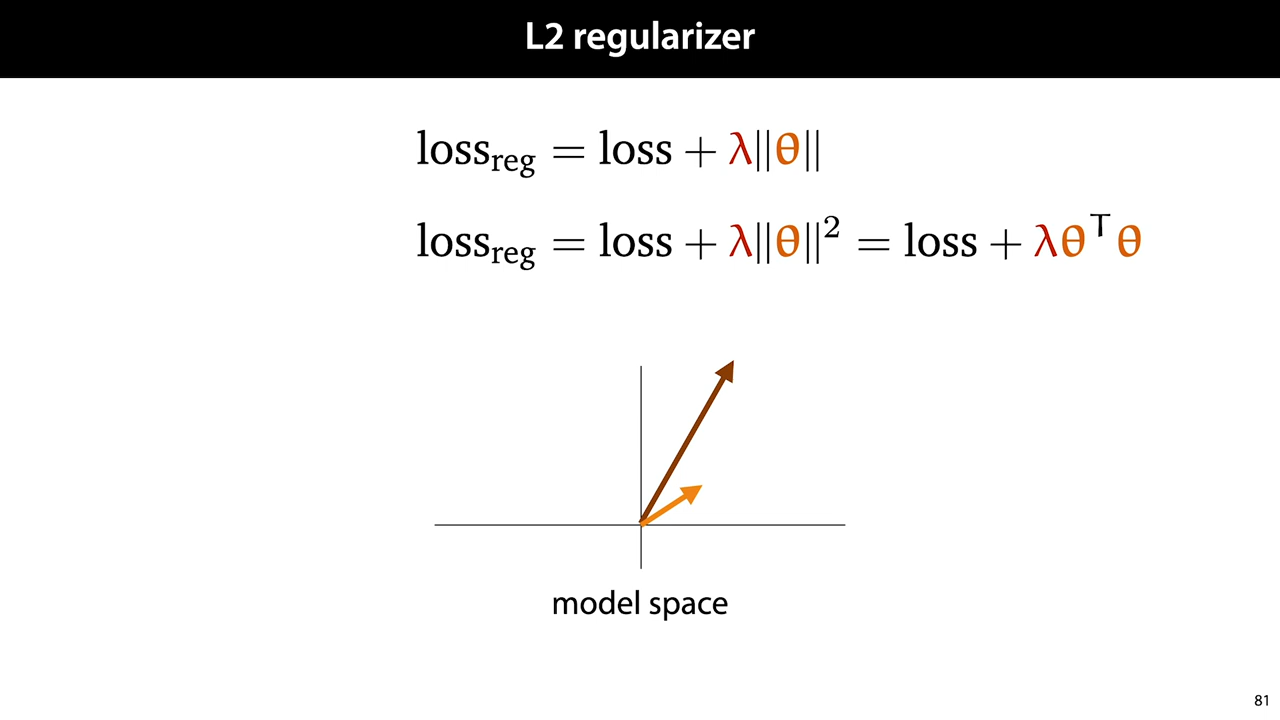 L2 regularizer
loss_reg = loss + λ||θ||
loss_reg = loss + λ||θ||² = loss + λθᵀθ
model space
81